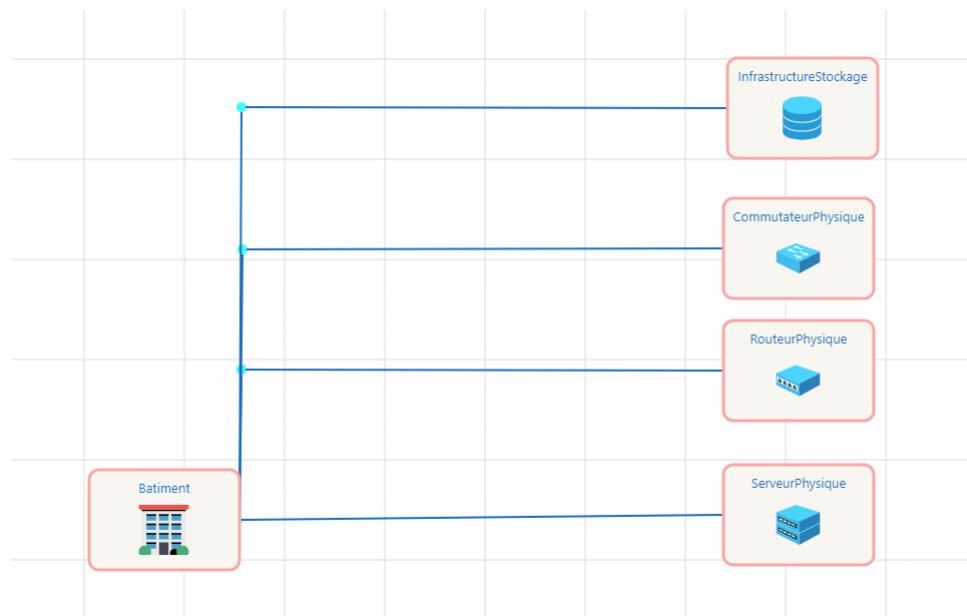 InfrastructureStockage
CommutateurPhysique
RouteurPhysique
Batiment
ServeurPhysique